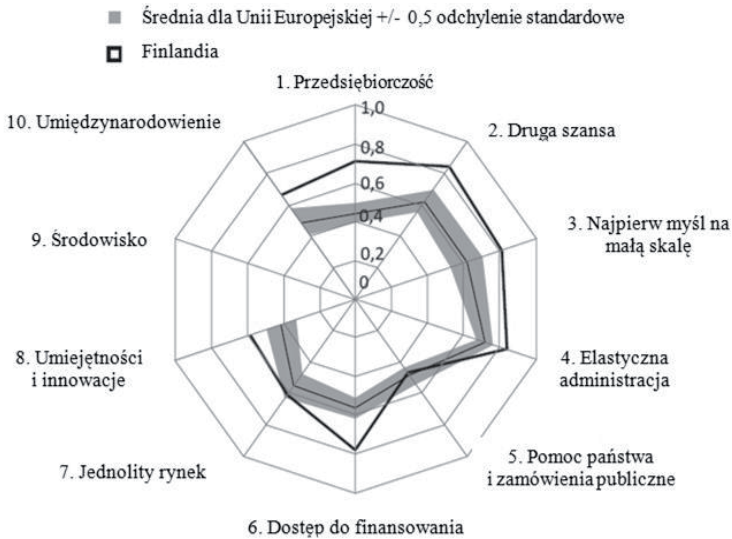 Średnia dla Unii Europejskiej +/- 0,5 odchylenie standardowe
Finlandia
1. Przedsiębiorczość
10. Umiędzynarodowienie
2. Druga szansa
9. Środowisko
3. Najpierw myśl na
małą skalę
8. Umiejętności
i innowacje
4. Elastyczna
administracja
7. Jednolity rynek
5. Pomoc państwa
i zamówienia publiczne
6. Dostęp do finansowania
1,0
0,8
0,6
0,4
0,2
0